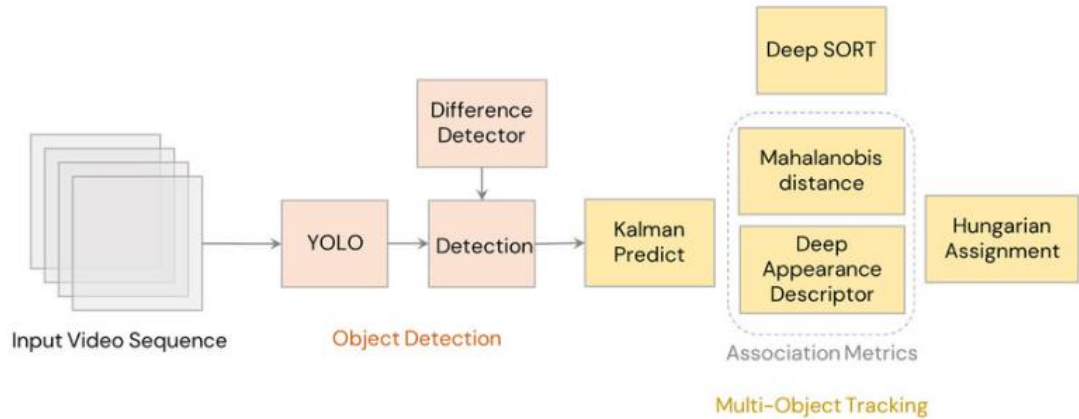 Deep SORT
Difference
Detector
Mahalanobis
distance
YOLO
Detection
Kalman
Predict
Deep
Appearance
Descriptor
Hungarian
Assignment
Input Video Sequence
Object Detection
Association Metrics
Multi-Object Tracking